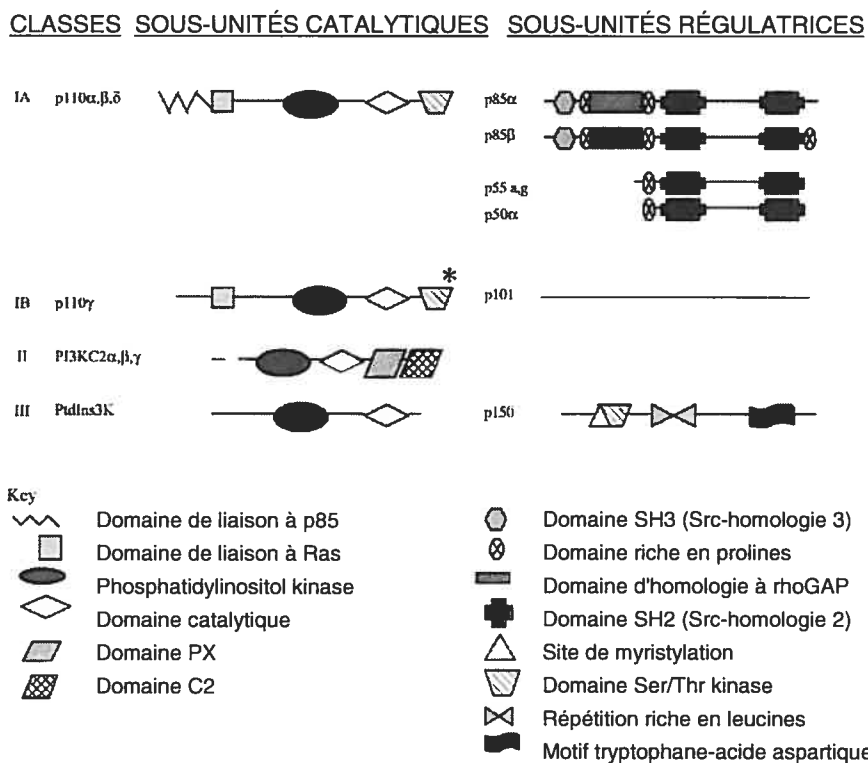 CLASSES SOUS-UNITÉS CATALYTIQUES SOUS-UNITÉS RÉGULATRICES
IA p110α,β,δ p85α
p85β
p55 a,g
p50α
*
IB p110γ p101
II PI3KC2α,β,γ
III PtdIns3K p150
Key
Domaine de liaison à p85 Domaine SH3 (Src-homologie 3)
Domaine de liaison à Ras Domaine riche en prolines
Phosphatidylinositol kinase Domaine d'homologie à rhoGAP
Domaine catalytique Domaine SH2 (Src-homologie 2)
Domaine PX Site de myristylation
Domaine C2 Domaine Ser/Thr kinase
Répétition riche en leucines
Motif tryptophane-acide aspartique